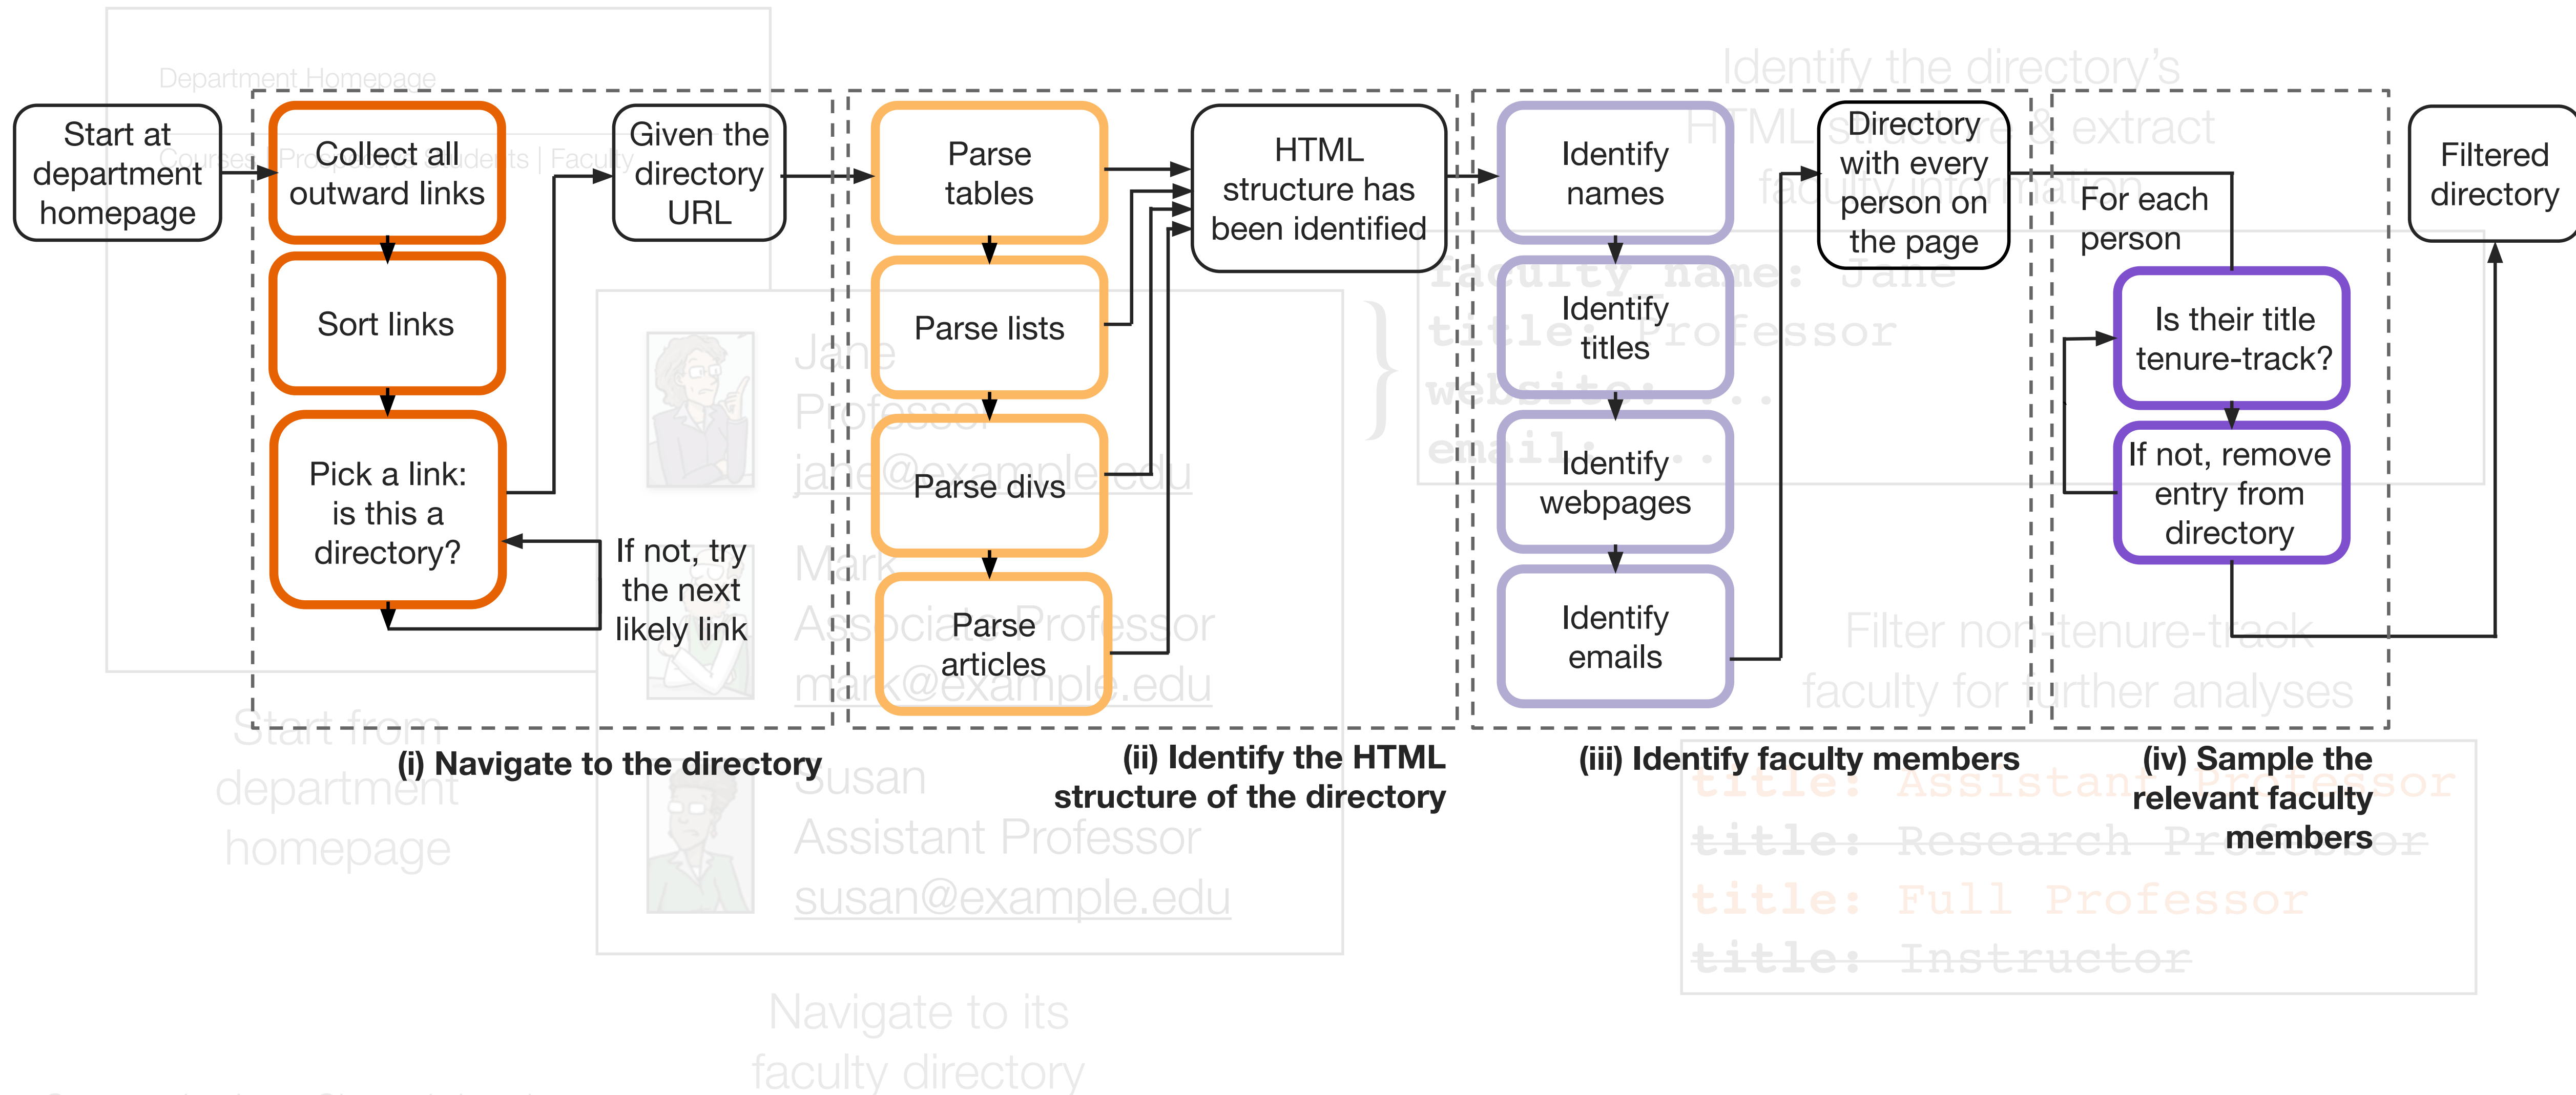 Department Homepage
Courses | Prospective Students | Faculty
Start at
department
homepage
Collect all
outward links
Sort links
Pick a link:
is this a
directory?
If not, try
the next
likely link
Given the
directory
URL
(i) Navigate to the directory
Parse
tables
Parse lists
Parse divs
Parse
articles
HTML
structure has
been identified
(ii) Identify the HTML
structure of the directory
Identify
names
Identify
titles
Identify
webpages
Identify
emails
Directory
with every
person on
the page
(iii) Identify faculty members
For each
person
Is their title
tenure-track?
If not, remove
entry from
directory
(iv) Sample the
relevant faculty
members
Filtered
directory
Start from
department
homepage
Jane
Professor
jane@example.edu
Mark
Associate Professor
mark@example.edu
Susan
Assistant Professor
susan@example.edu
Navigate to its
faculty directory
Identify the directory's
HTML structure & extract
faculty information
faculty_name: Jane
title: Professor
website: ...
email: ...
Filter non-tenure-track
faculty for further analyses
title: Assistant Professor
title: Research Professor
title: Full Professor
title: Instructor